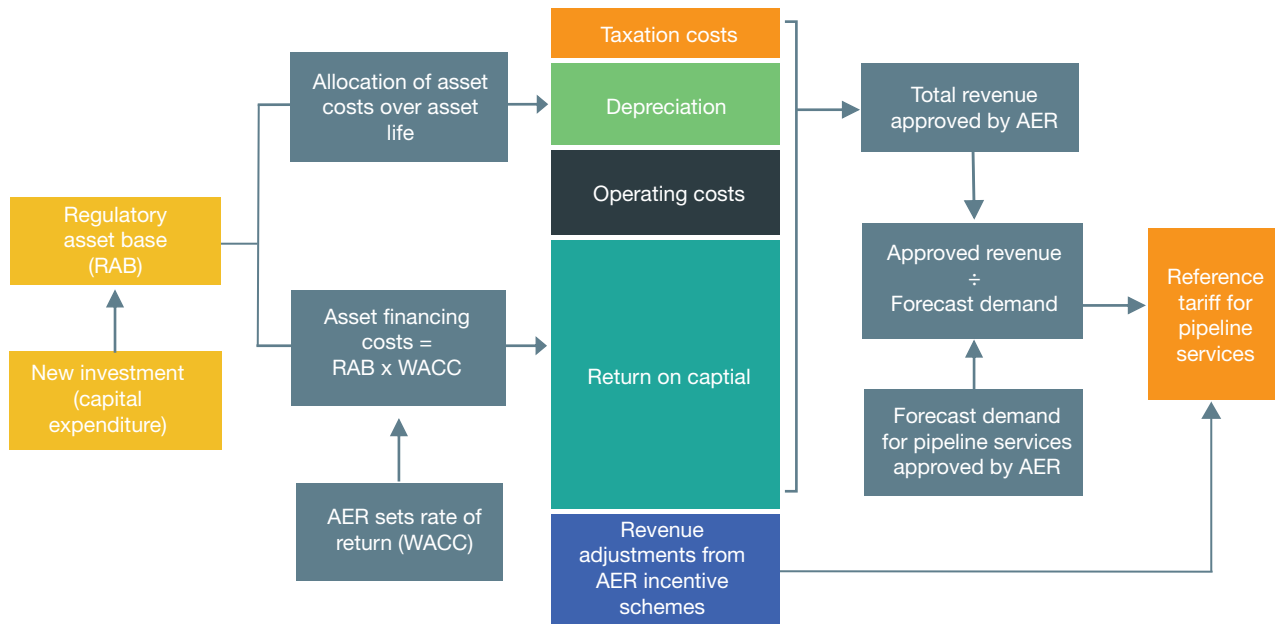 Regulatory
asset base
(RAB)
New investment
(capital
expenditure)
Allocation of asset
costs over asset
life
Asset financing
costs =
RAB x WACC
AER sets rate of
return (WACC)
Taxation costs
Depreciation
Operating costs
Return on captial
Revenue
adjustments from
AER incentive
schemes
Total revenue
approved by AER
Approved revenue
÷
Forecast demand
Forecast demand
for pipeline services
approved by AER
Reference
tariff for
pipeline
services